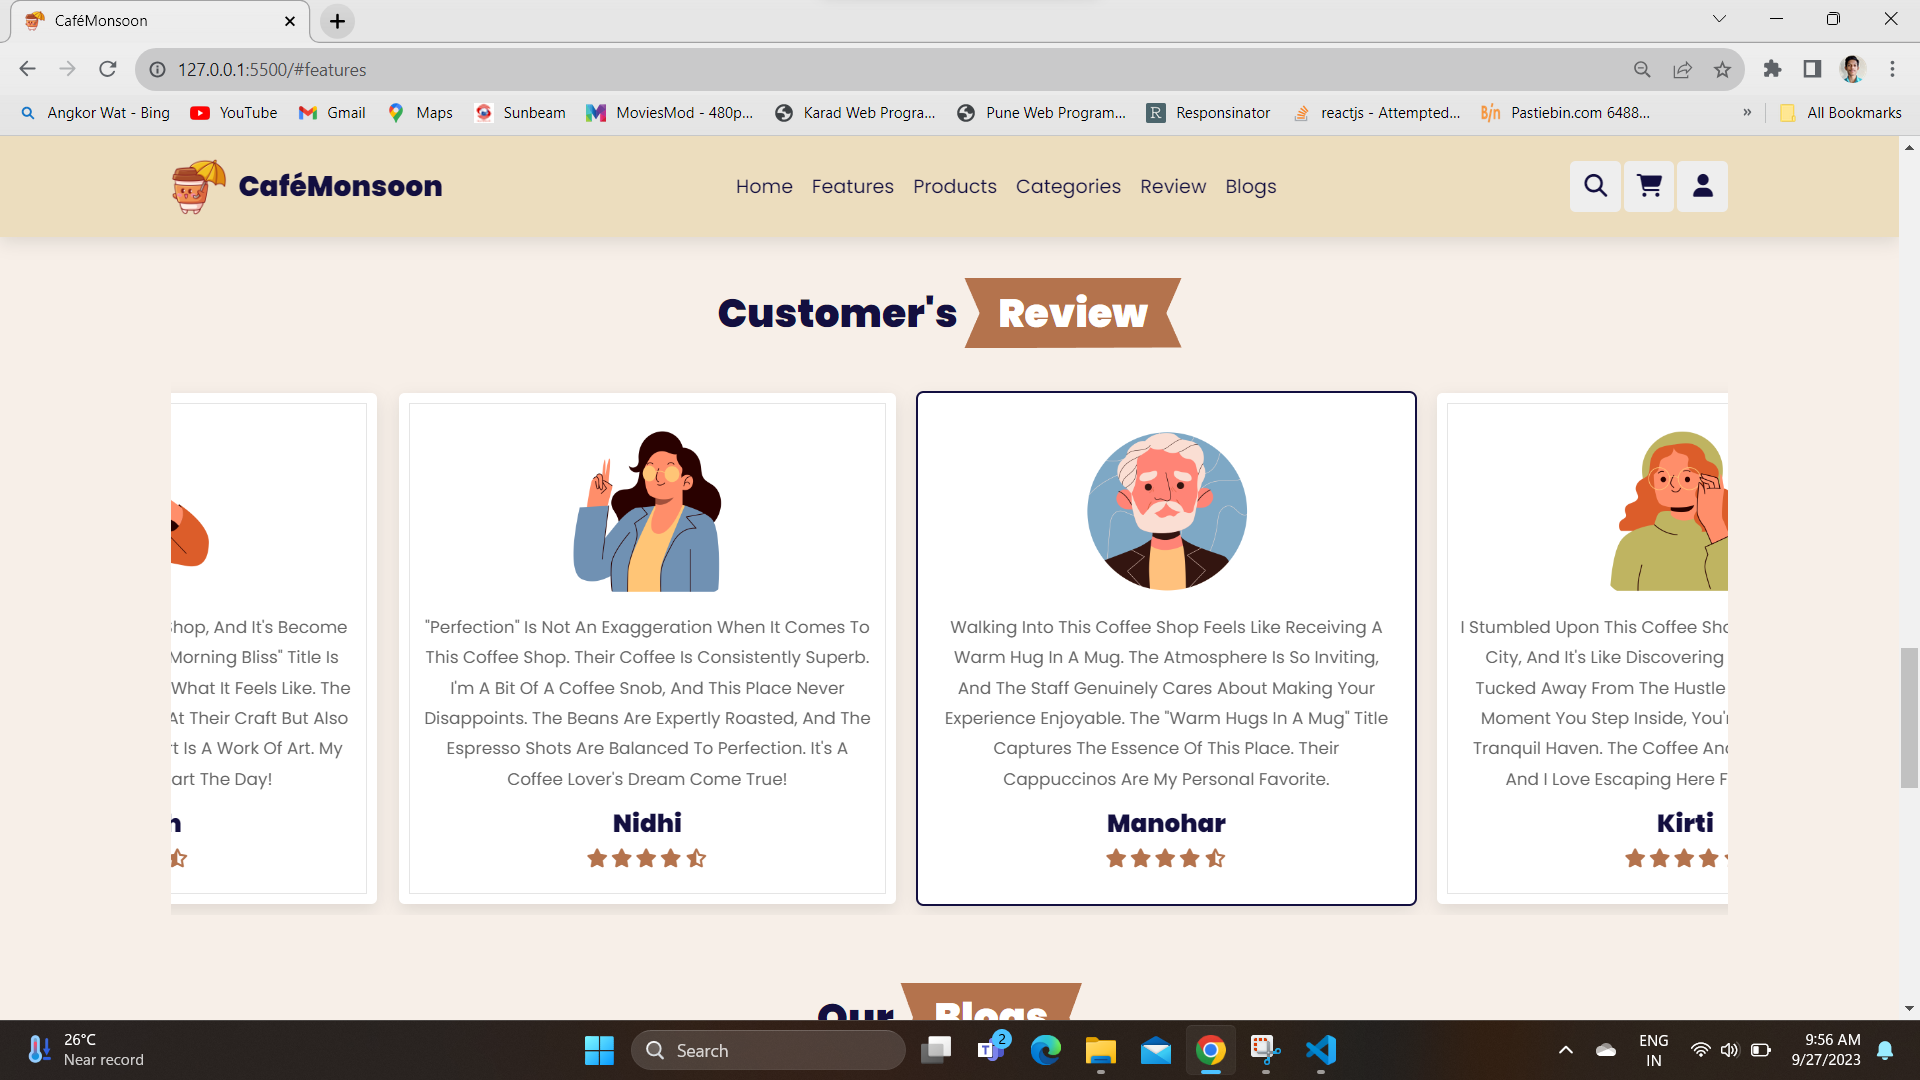 CaféMonsoon
127.0.0.1:5500/#features
Angkor Wat - Bing YouTube Gmail Maps Sunbeam MoviesMod - 480p... Karad Web Progra... Pune Web Program... Responsinator reactjs - Attempted... Pastiebin.com 6488... » All Bookmarks
CaféMonsoon Home Features Products Categories Review Blogs
Customer's Review
hop, And It's Become
Morning Bliss" Title Is
What It Feels Like. The
At Their Craft But Also
t Is A Work Of Art. My
art The Day!
n
"Perfection" Is Not An Exaggeration When It Comes To
This Coffee Shop. Their Coffee Is Consistently Superb.
I'm A Bit Of A Coffee Snob, And This Place Never
Disappoints. The Beans Are Expertly Roasted, And The
Espresso Shots Are Balanced To Perfection. It's A
Coffee Lover's Dream Come True!
Nidhi
Walking Into This Coffee Shop Feels Like Receiving A
Warm Hug In A Mug. The Atmosphere Is So Inviting,
And The Staff Genuinely Cares About Making Your
Experience Enjoyable. The "Warm Hugs In A Mug" Title
Captures The Essence Of This Place. Their
Cappuccinos Are My Personal Favorite.
Manohar
I Stumbled Upon This Coffee Sho
City, And It's Like Discovering
Tucked Away From The Hustle
Moment You Step Inside, You'r
Tranquil Haven. The Coffee An
And I Love Escaping Here F
Kirti
Our Blogs
26°C
Near record
Search
2
ENG
IN
9:56 AM
9/27/2023